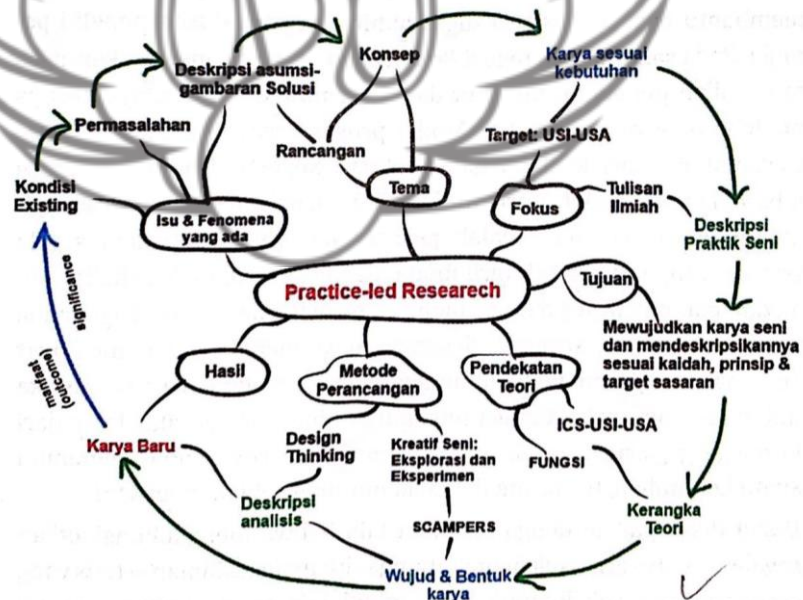 Konsep
Karya sesuai
kebutuhan
Deskripsi asumsi-
gambaran Solusi
Permasalahan
Target: USI-USA
Rancangan
Kondisi
Existing
Tema
Fokus
Tulisan
Ilmiah
Isu & Fenomena
yang ada
Deskripsi
Praktik Seni
significance
manfaat
(outcome)
Practice-led Researech
Tujuan
Mewujudkan karya seni
dan mendeskripsikannya
sesuai kaidah, prinsip &
target sasaran
Hasil
Metode
Perancangan
Pendekatan
Teori
ICS-USI-USA
Karya Baru
Design
Thinking
Kreatif Seni:
Eksplorasi dan
Eksperimen
FUNGSI
Deskripsi
analisis
Kerangka
Teori
SCAMPERS
Wujud & Bentuk
karya